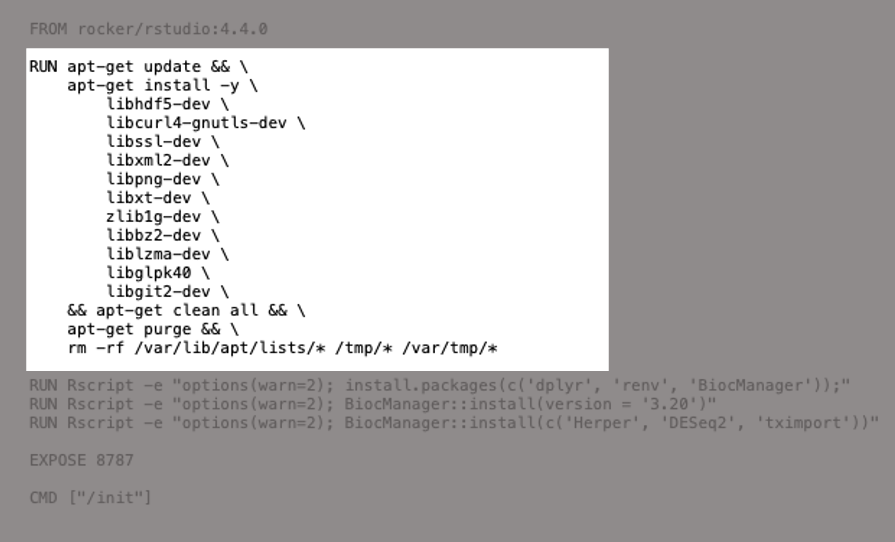 FROM rocker/rstudio:4.4.0
RUN apt-get update && \
apt-get install -y \
libhdf5-dev \
libcurl4-gnutls-dev \
libssl-dev \
libxml2-dev \
libpng-dev \
libxt-dev \
zlib1g-dev \
libbz2-dev \
liblzma-dev \
libglpk40 \
libgit2-dev \
&& apt-get clean all && \
apt-get purge && \
rm -rf /var/lib/apt/lists/* /tmp/* /var/tmp/*
RUN Rscript -e "options(warn=2); install.packages(c('dplyr', 'renv', 'BiocManager'));"
RUN Rscript -e "options(warn=2); BiocManager::install(version = '3.20')"
RUN Rscript -e "options(warn=2); BiocManager::install(c('Herper', 'DESeq2', 'tximport'))"
EXPOSE 8787
CMD ["/init"]